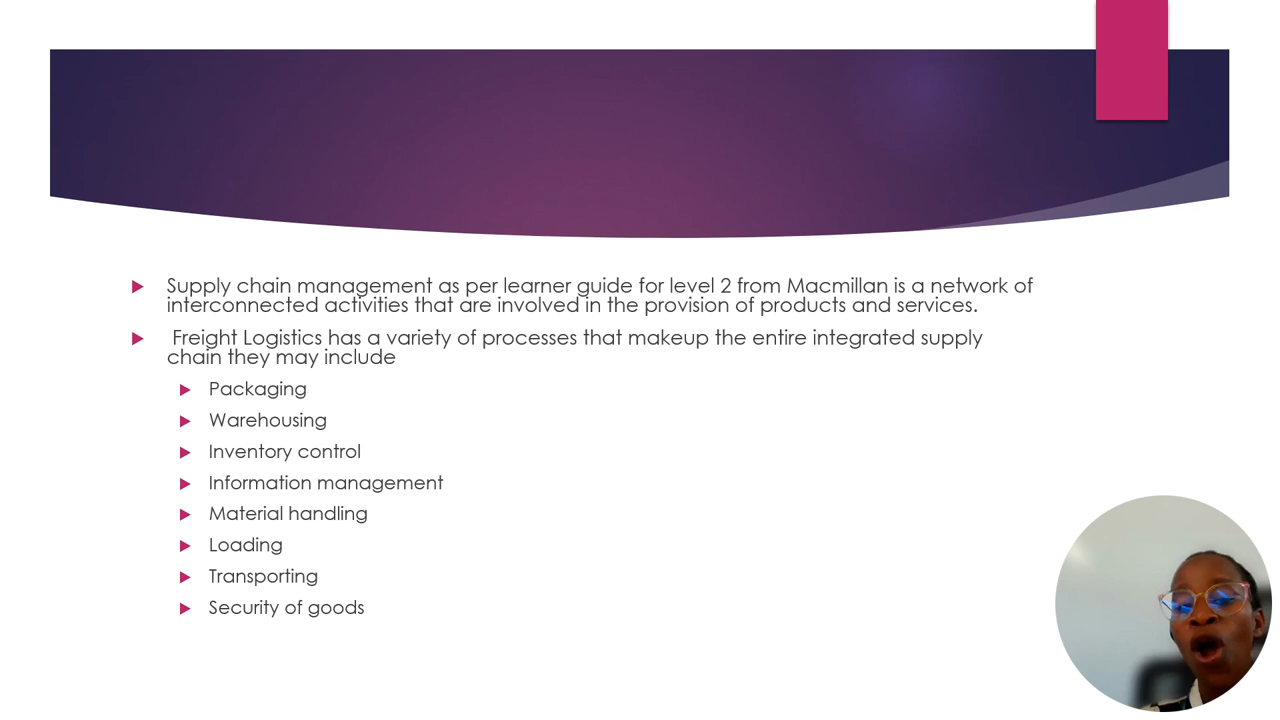 Supply chain management as per learner guide for level 2 from Macmillan is a network of
interconnected activities that are involved in the provision of products and services.
Freight Logistics has a variety of processes that makeup the entire integrated supply
chain they may include
Packaging
Warehousing
Inventory control
Information management
Material handling
Loading
Transporting
Security of goods